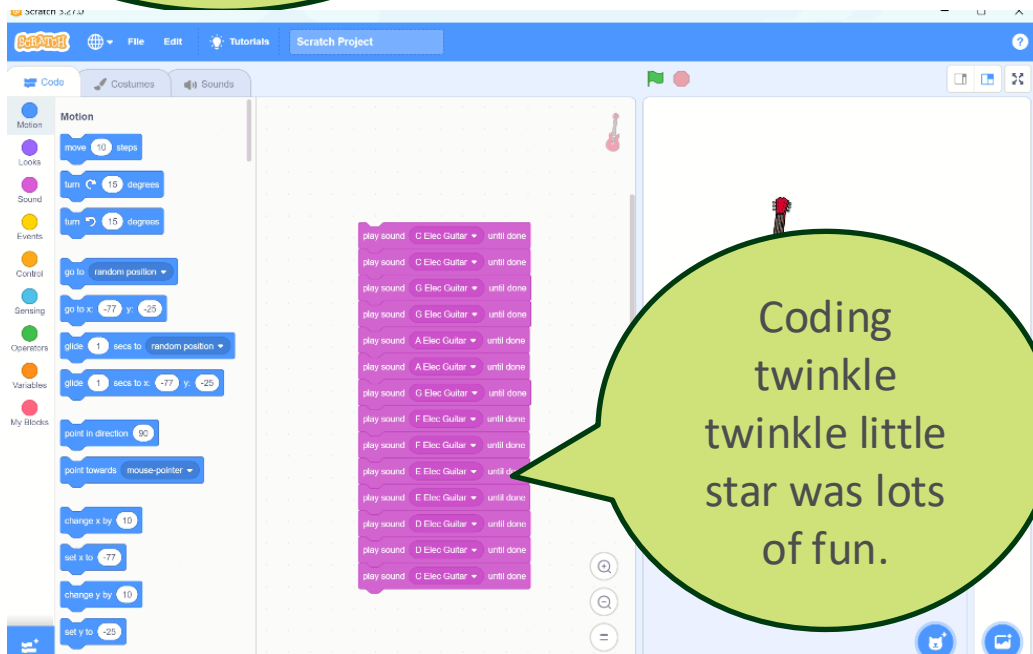 Scratch 3.27.0
SCRATCH File Edit Tutorials Scratch Project ?
Code Costumes Sounds
Motion
Looks
Sound
Events
Control
Sensing
Operators
Variables
My Blocks
Motion
move 10 steps
turn 15 degrees
turn 15 degrees
go to random position
go to x: -77 y: -25
glide 1 secs to random position
glide 1 secs to x: -77 y: -25
point in direction 90
point towards mouse-pointer
change x by 10
set x to -77
change y by 10
set y to -25
play sound C Elec Guitar until done
play sound C Elec Guitar until done
play sound G Elec Guitar until done
play sound G Elec Guitar until done
play sound A Elec Guitar until done
play sound A Elec Guitar until done
play sound G Elec Guitar until done
play sound F Elec Guitar until done
play sound F Elec Guitar until done
play sound E Elec Guitar until done
play sound E Elec Guitar until done
play sound D Elec Guitar until done
play sound D Elec Guitar until done
play sound C Elec Guitar until done
Coding
twinkle
twinkle little
star was lots
of fun.